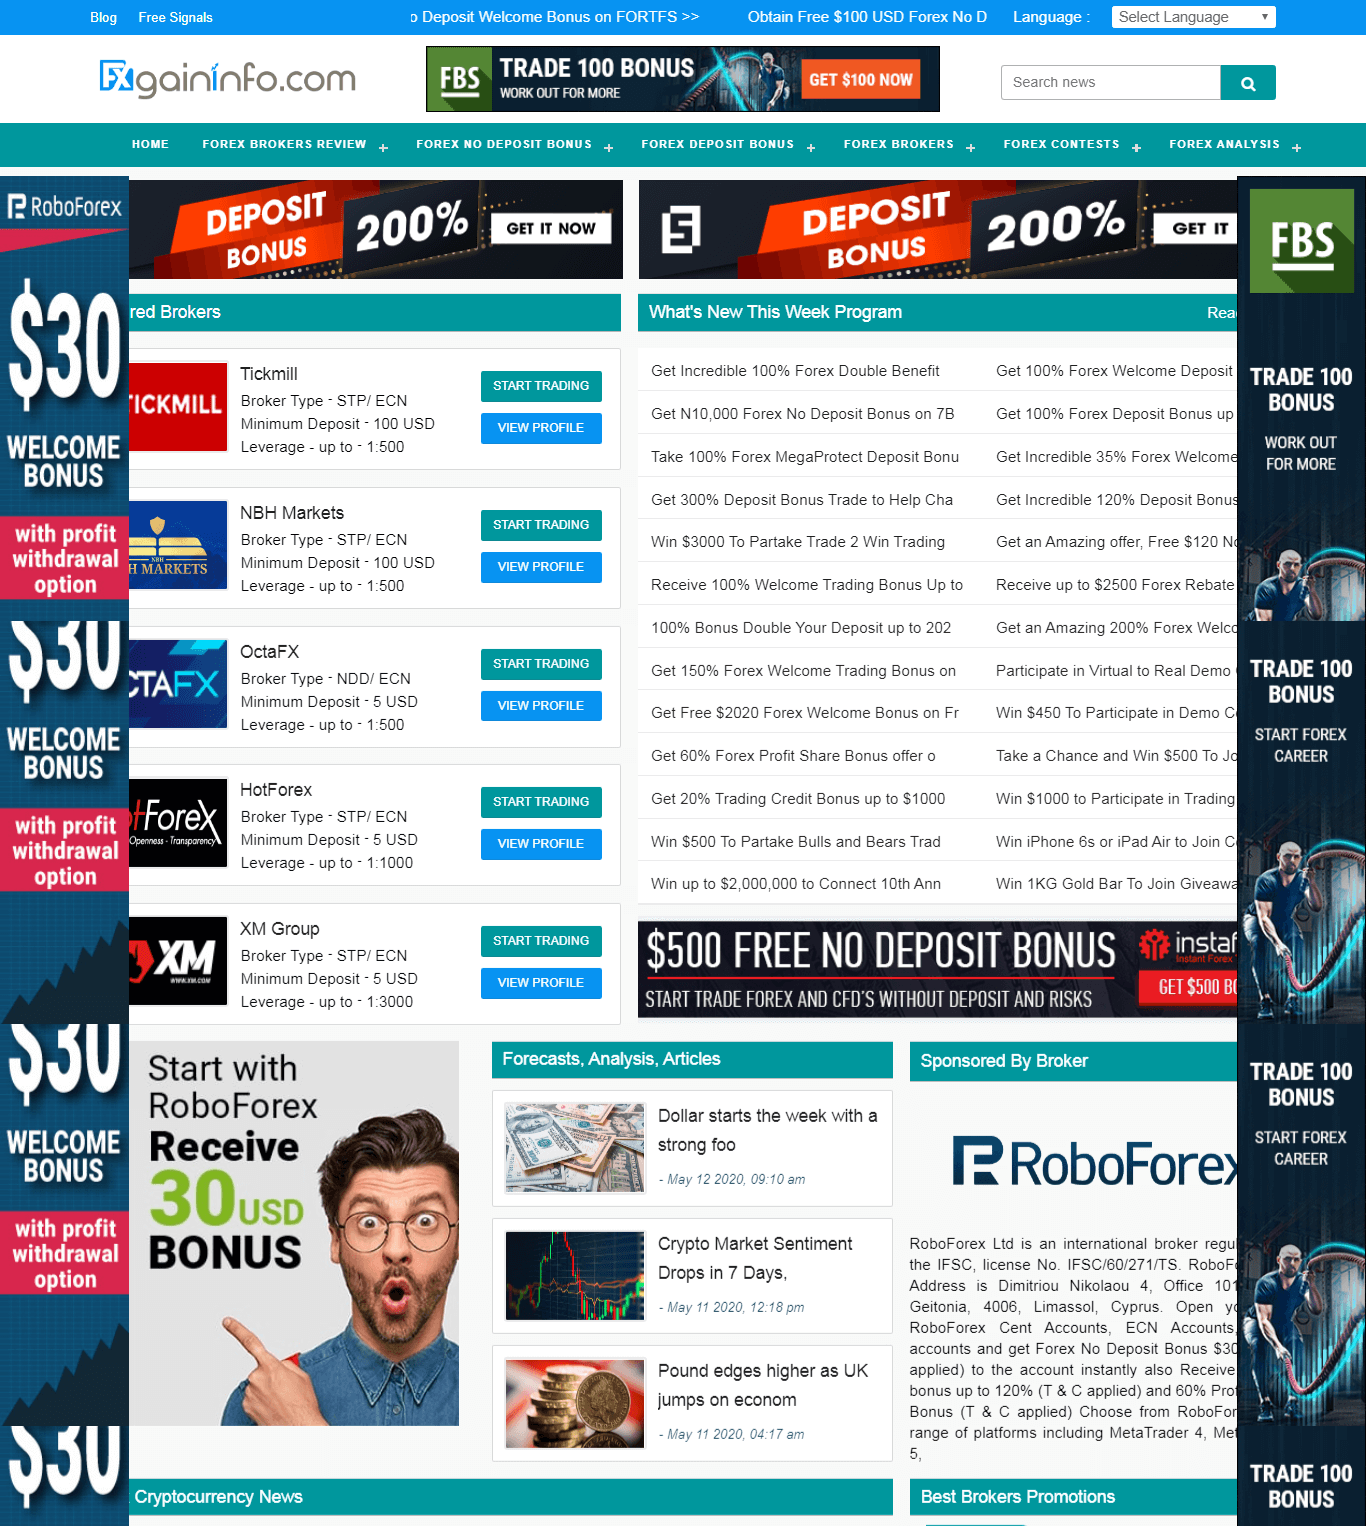 Blog Free Signals
o Deposit Welcome Bonus on FORTFS >> Obtain Free $100 USD Forex No D
Language : Select Language
FXgaininfo.com
FBS TRADE 100 BONUS
WORK OUT FOR MORE
GET $100 NOW
Search news
HOME FOREX BROKERS REVIEW FOREX NO DEPOSIT BONUS FOREX DEPOSIT BONUS FOREX BROKERS FOREX CONTESTS FOREX ANALYSIS
RoboForex
$30
WELCOME
BONUS
with profit
withdrawal
option
$30
WELCOME
BONUS
with profit
withdrawal
option
$30
WELCOME
BONUS
with profit
withdrawal
option
$30
DEPOSIT
BONUS
200%
GET IT NOW
DEPOSIT
BONUS
200%
GET IT
red Brokers
TICKMILL
Tickmill
Broker Type - STP/ ECN
Minimum Deposit - 100 USD
Leverage - up to - 1:500
START TRADING
VIEW PROFILE
NBH
H MARKETS
NBH Markets
Broker Type - STP/ ECN
Minimum Deposit - 100 USD
Leverage - up to - 1:500
START TRADING
VIEW PROFILE
CTAFX
OctaFX
Broker Type - NDD/ ECN
Minimum Deposit - 5 USD
Leverage - up to - 1:500
START TRADING
VIEW PROFILE
otForex
Openness - Transparency
HotForex
Broker Type - STP/ ECN
Minimum Deposit - 5 USD
Leverage - up to - 1:1000
START TRADING
VIEW PROFILE
XM
WWW.XM.COM
XM Group
Broker Type - STP/ ECN
Minimum Deposit - 5 USD
Leverage - up to - 1:3000
START TRADING
VIEW PROFILE
What's New This Week Program Rea
Get Incredible 100% Forex Double Benefit Get 100% Forex Welcome Deposit
Get N10,000 Forex No Deposit Bonus on 7B Get 100% Forex Deposit Bonus up
Take 100% Forex MegaProtect Deposit Bonu Get Incredible 35% Forex Welcome
Get 300% Deposit Bonus Trade to Help Cha Get Incredible 120% Deposit Bonus
Win $3000 To Partake Trade 2 Win Trading Get an Amazing offer, Free $120 No
Receive 100% Welcome Trading Bonus Up to Receive up to $2500 Forex Rebate
100% Bonus Double Your Deposit up to 202 Get an Amazing 200% Forex Welco
Get 150% Forex Welcome Trading Bonus on Participate in Virtual to Real Demo
Get Free $2020 Forex Welcome Bonus on Fr Win $450 To Participate in Demo Co
Get 60% Forex Profit Share Bonus offer o Take a Chance and Win $500 To Jo
Get 20% Trading Credit Bonus up to $1000 Win $1000 to Participate in Trading
Win $500 To Partake Bulls and Bears Trad Win iPhone 6s or iPad Air to Join Co
Win up to $2,000,000 to Connect 10th Ann Win 1KG Gold Bar To Join Giveawa
$500 FREE NO DEPOSIT BONUS
START TRADE FOREX AND CFD'S WITHOUT DEPOSIT AND RISKS
instaf
Instant Forex
GET $500 BO
FBS
TRADE 100
BONUS
WORK OUT
FOR MORE
TRADE 100
BONUS
START FOREX
CAREER
TRADE 100
BONUS
START FOREX
CAREER
TRADE 100
BONUS
Start with
RoboForex
Receive
30 USD
BONUS
Forecasts, Analysis, Articles
Dollar starts the week with a
strong foo
- May 12 2020, 09:10 am
Crypto Market Sentiment
Drops in 7 Days,
- May 11 2020, 12:18 pm
Pound edges higher as UK
jumps on econom
- May 11 2020, 04:17 am
Sponsored By Broker
RoboForex
RoboForex Ltd is an international broker regul
the IFSC, license No. IFSC/60/271/TS. RoboFo
Address is Dimitriou Nikolaou 4, Office 101
Geitonia, 4006, Limassol, Cyprus. Open yo
RoboForex Cent Accounts, ECN Accounts,
accounts and get Forex No Deposit Bonus $30
applied) to the account instantly also Receive
bonus up to 120% (T & C applied) and 60% Prof
Bonus (T & C applied) Choose from RoboFor
range of platforms including MetaTrader 4, Met
5,
Cryptocurrency News
Best Brokers Promotions